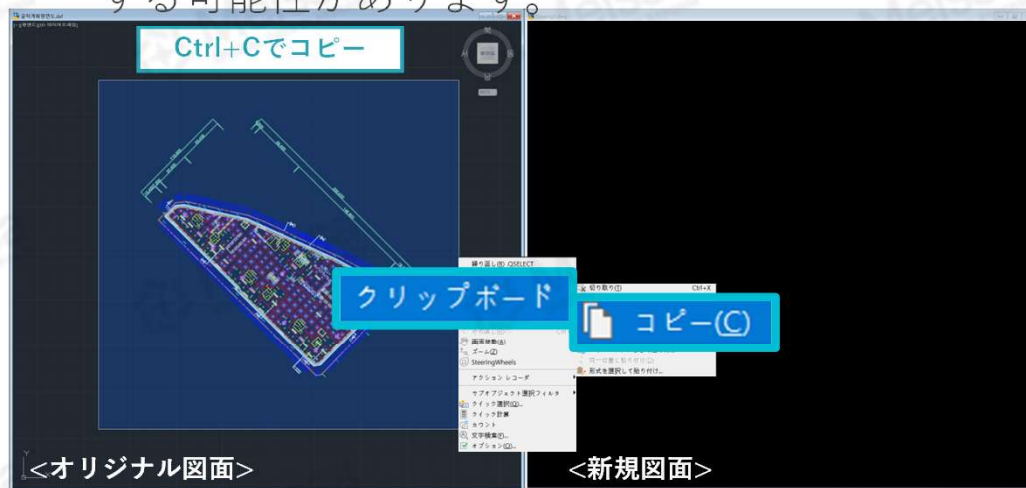 する可能性があります。
Ctrl+Cでコピー
繰り返し(R) .QSELECT
クリップボード
切り取り(T) Ctrl+X
コピー(C)
画面移動(A)
ズーム(Z)
SteeringWheels
形式を選択して貼り付け...
アクション レコーダ
サブオブジェクト選択フィルタ
クイック選択(Q)...
クイック計算
カウント
文字検索(F)...
オプション(O)...
<オリジナル図面>
<新規図面>